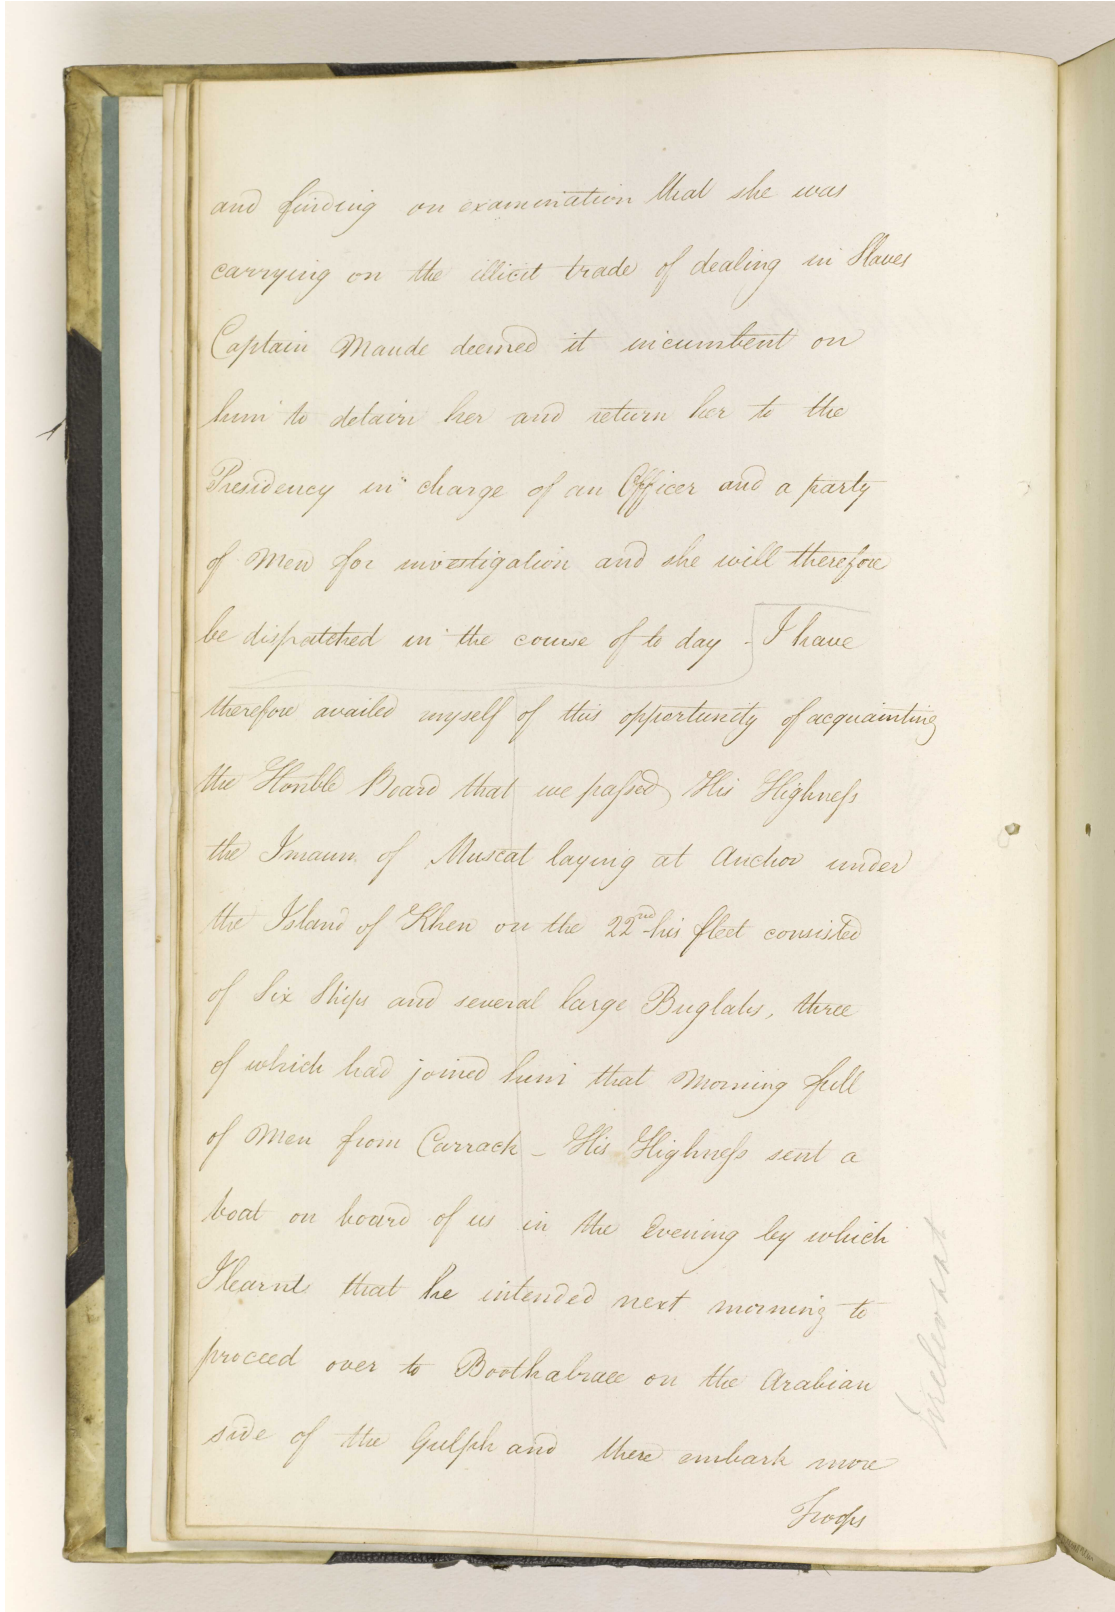 and finding on examination that she was
carrying on the illicit trade of dealing in Slaves
Captain Maude deemed it incumbent on
him to detain her and return her to the
Presidency in charge of an Officer and a party
of Men for investigation and she will therefore
be dispatched in the course of to day - I have
therefore availed myself of this opportunity of acquainting
the Honble Board that we passed His Highness
the Imaum of Muscat laying at Anchor under
the Island of Khen on the 22nd his fleet consisted
of Six Ships and several large Buglahs, three
of which had joined him that Morning full
of Men from Carrack - His Highness sent a
boat on board of us in the Evening by which
I learnt that he intended next morning to
proceed over to Boothabraee on the Arabian
side of the Gulph and there embark more
Troops
Irrelevant